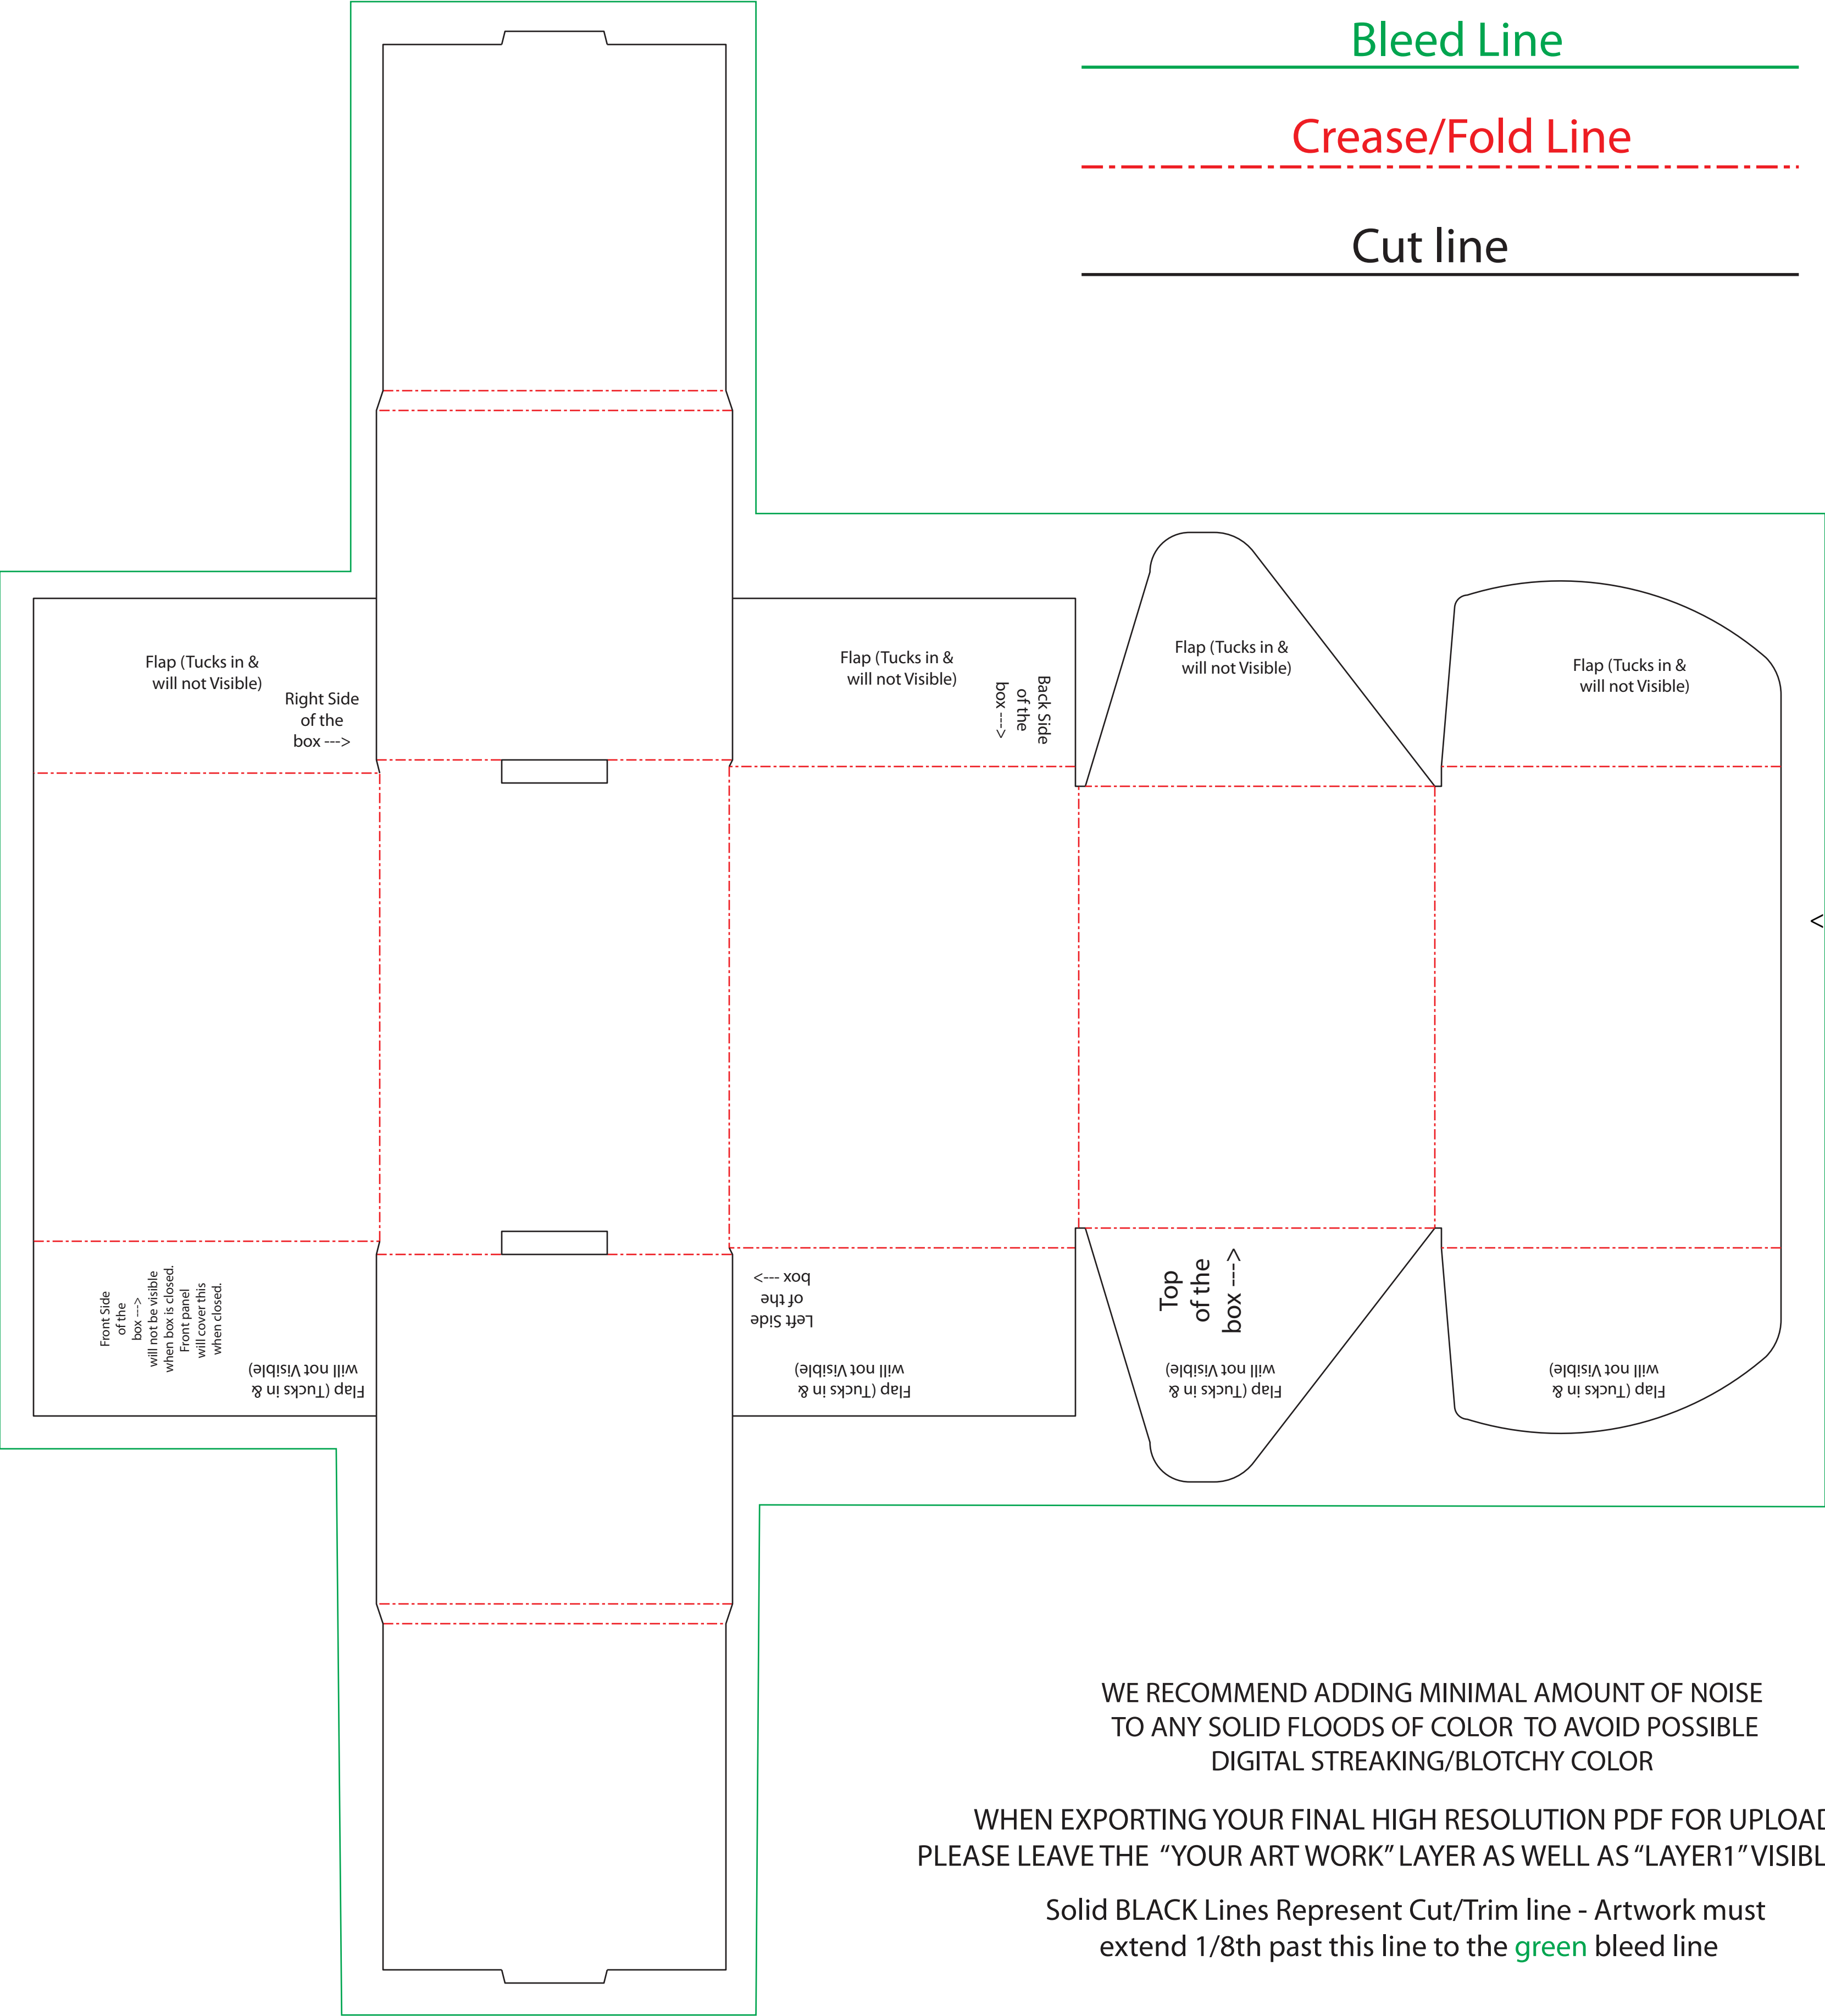 Bleed Line
Crease/Fold Line
Cut line
Flap (Tucks in &
will not Visible)
Right Side
of the
box --->
Flap (Tucks in &
will not Visible)
Back Side
of the
box --->
Flap (Tucks in &
will not Visible)
Flap (Tucks in &
will not Visible)
<
Front Side
of the
box --->
will not be visible
when box is closed.
Front panel
will cover this
when closed.
Flap (Tucks in &
will not Visible)
Left Side
of the
box --->
Flap (Tucks in &
will not Visible)
Top
of the
box --->
Flap (Tucks in &
will not Visible)
Flap (Tucks in &
will not Visible)
WE RECOMMEND ADDING MINIMAL AMOUNT OF NOISE
TO ANY SOLID FLOODS OF COLOR TO AVOID POSSIBLE
DIGITAL STREAKING/BLOTCHY COLOR
WHEN EXPORTING YOUR FINAL HIGH RESOLUTION PDF FOR UPLOAD
PLEASE LEAVE THE “YOUR ART WORK” LAYER AS WELL AS “LAYER1” VISIBL
Solid BLACK Lines Represent Cut/Trim line - Artwork must
extend 1/8th past this line to the green bleed line